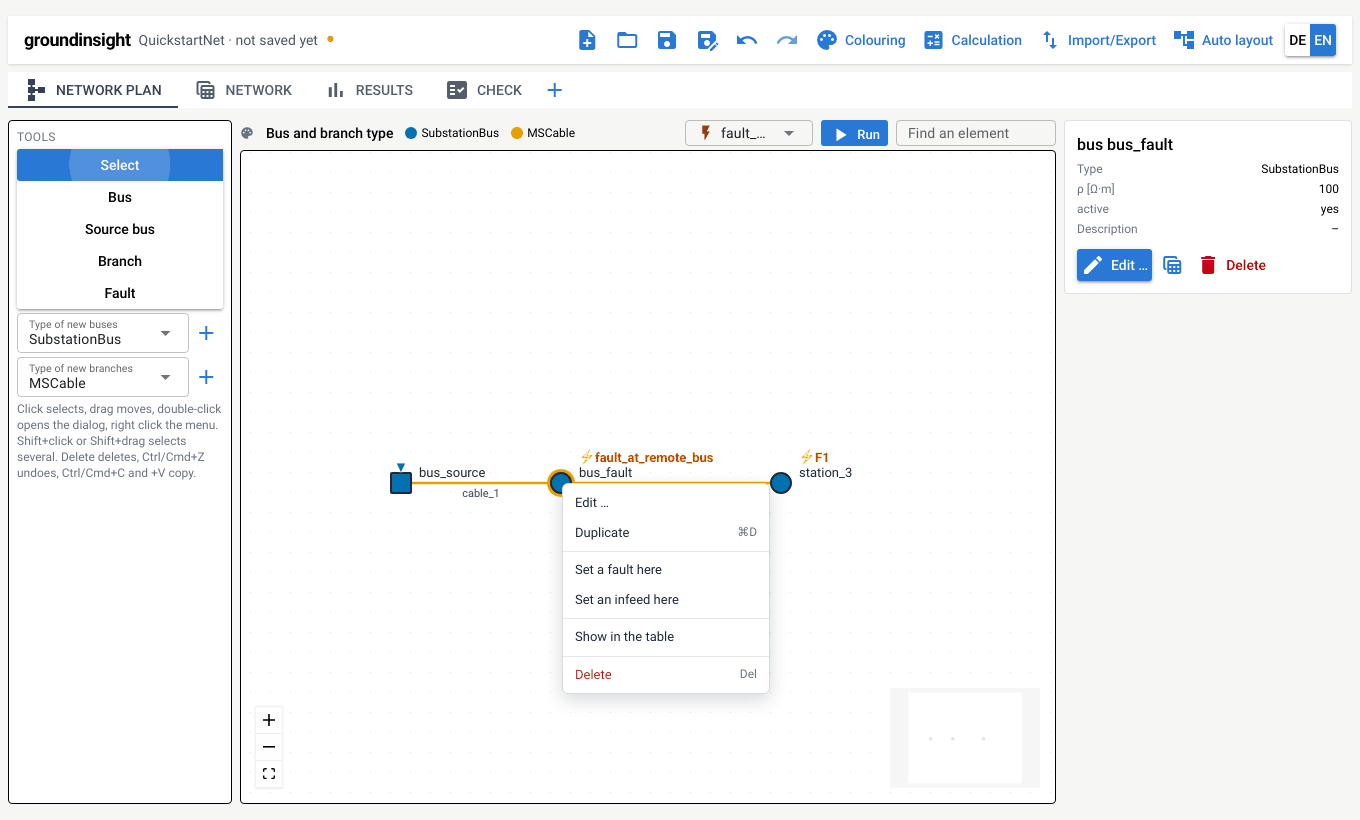 groundinsight QuickstartNet · not saved yet
Colouring Calculation Import/Export Auto layout DE EN
NETWORK PLAN NETWORK RESULTS CHECK
TOOLS
Select
Bus
Source bus
Branch
Fault
Type of new buses
SubstationBus
Type of new branches
MSCable
Click selects, drag moves, double-click
opens the dialog, right click the menu.
Shift+click or Shift+drag selects
several. Delete deletes, Ctrl/Cmd+Z
undoes, Ctrl/Cmd+C and +V copy.
Bus and branch type SubstationBus MSCable
fault_... Run Find an element
fault_at_remote_bus F1
bus_source bus_fault station_3
cable_1
Edit ...
Duplicate ⌘D
Set a fault here
Set an infeed here
Show in the table
Delete Del
bus bus_fault
Type SubstationBus
ρ [Ω·m] 100
active yes
Description –
Edit ... Delete